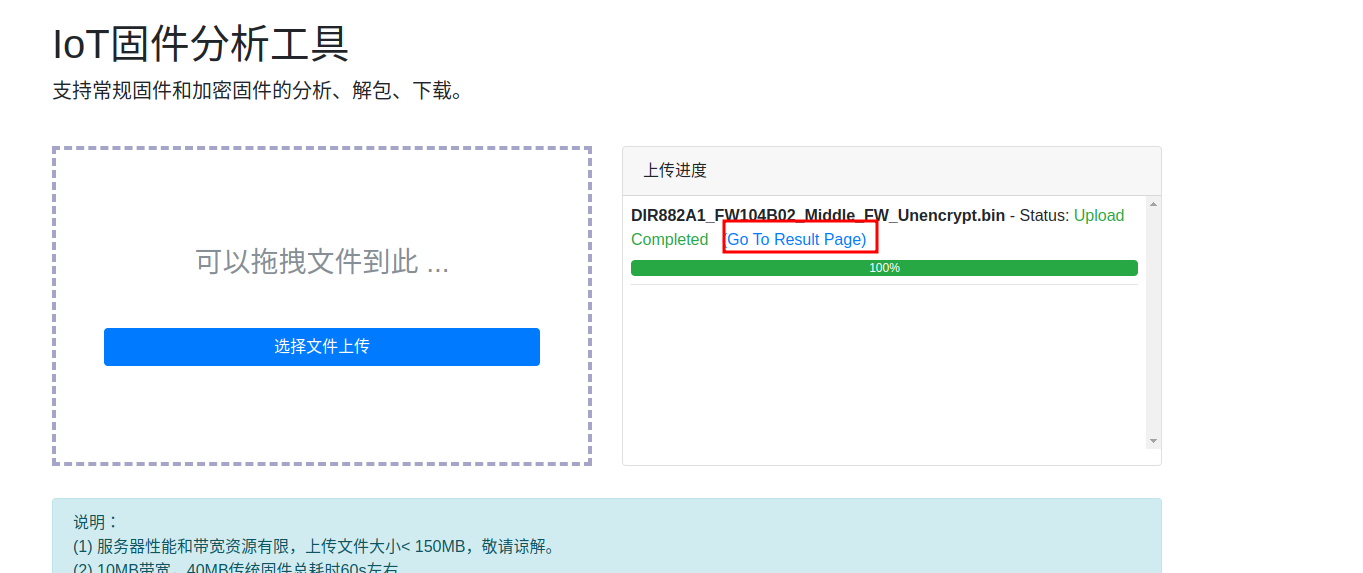 IoT固件分析工具
支持常规固件和加密固件的分析、解包、下载。
可以拖拽文件到此 ...
选择文件上传
上传进度
DIR882A1_FW104B02_Middle_FW_Unencrypt.bin - Status: Upload
Completed (Go To Result Page)
100%
说明：
(1) 服务器性能和带宽资源有限，上传文件大小< 150MB，敬请谅解。
(2) 10MB带宽，40MB传统固件总耗时60s左右